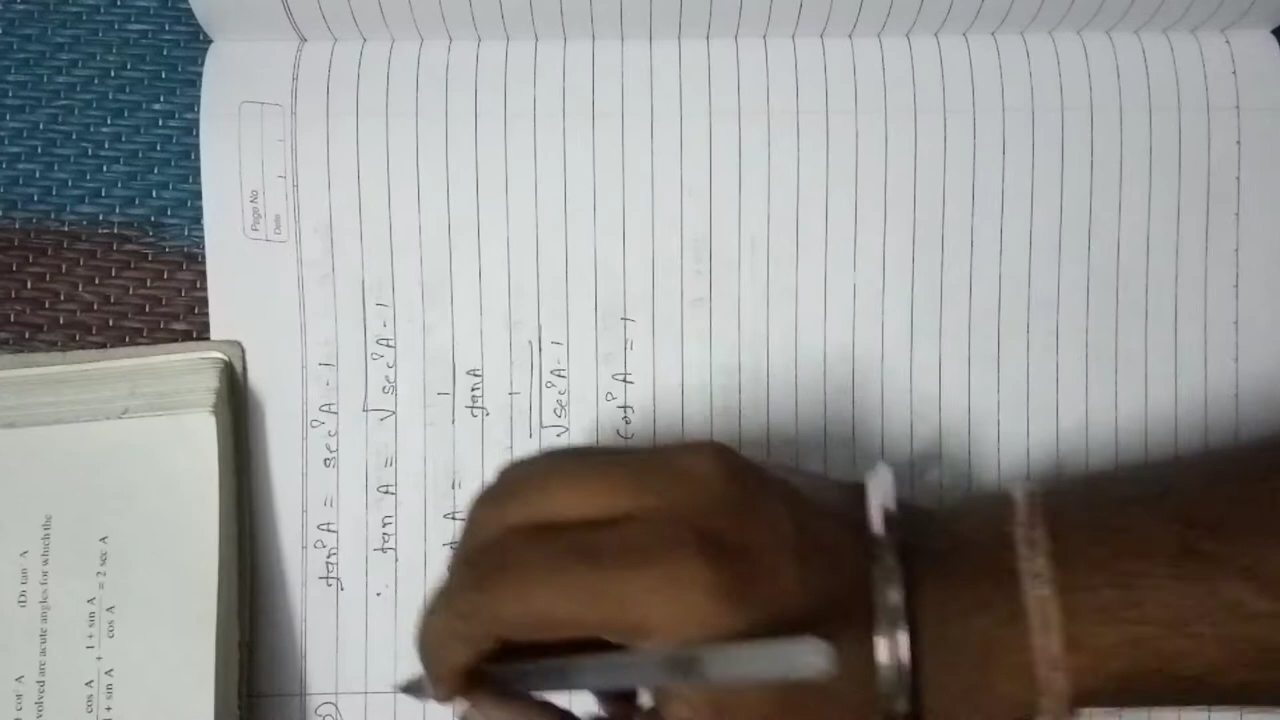 Page No
Date
tan²A = sec²A - 1
∴ tan A = √sec²A - 1
A = 1/tanA
1/√sec²A - 1
cot²A = 1
cot A (D) tan A
volved are acute angles for which the
cos A/1 + sin A + 1 + sin A/cos A = 2 sec A